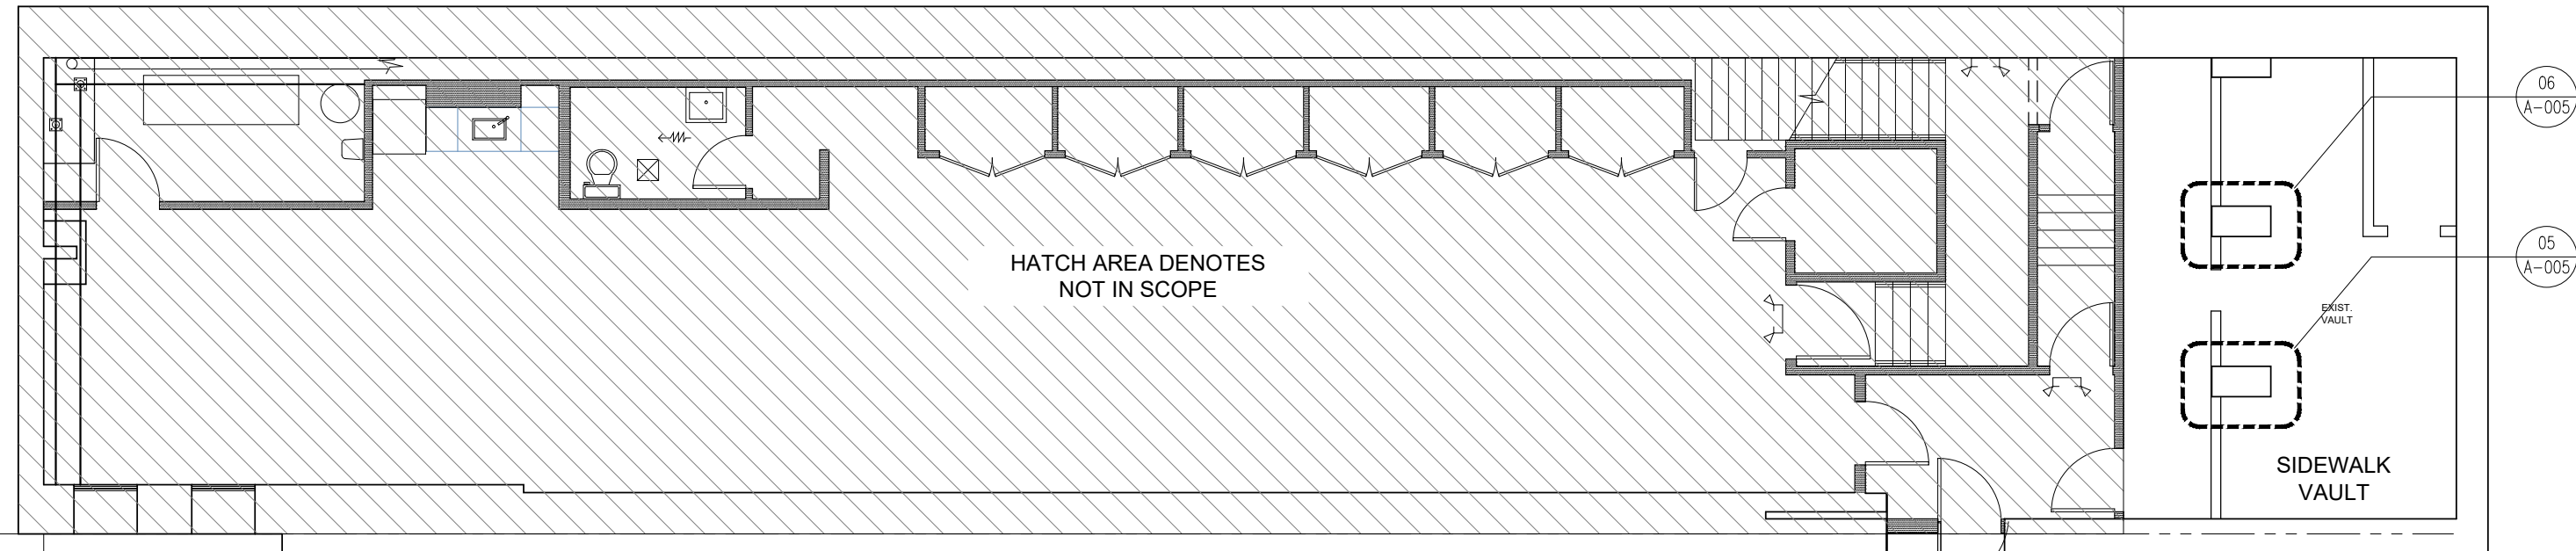 06
A-005
HATCH AREA DENOTES
NOT IN SCOPE
05
A-005
EXIST.
VAULT
SIDEWALK
VAULT